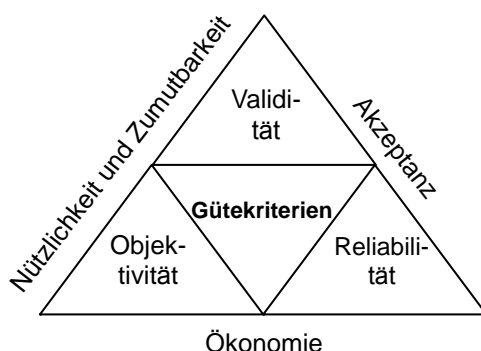 Nützlichkeit und Zumutbarkeit
Validi-
tät
Akzeptanz
Gütekriterien
Objek-
tivität
Reliabili-
tät
Ökonomie